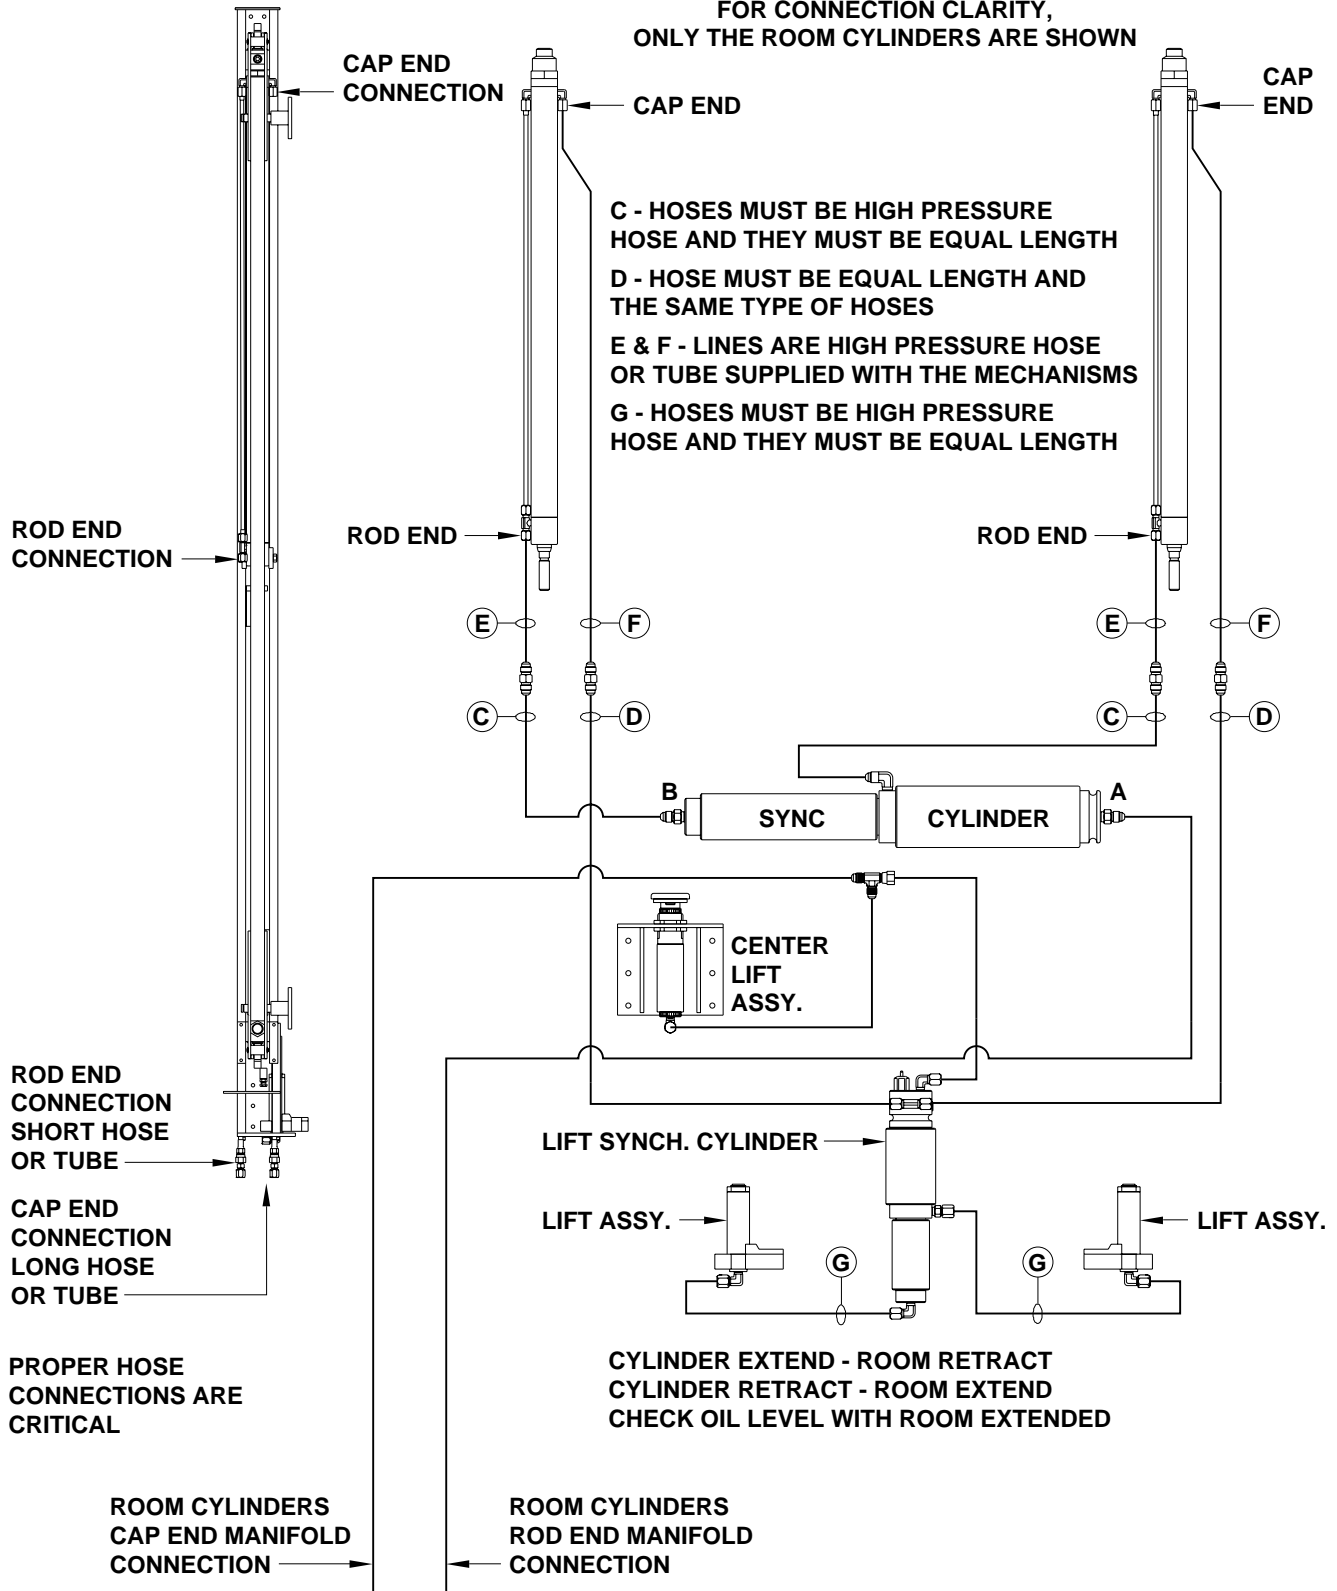 FOR CONNECTION CLARITY,
ONLY THE ROOM CYLINDERS ARE SHOWN
CAP END
CONNECTION
CAP END
CAP
END
C - HOSES MUST BE HIGH PRESSURE
HOSE AND THEY MUST BE EQUAL LENGTH
D - HOSE MUST BE EQUAL LENGTH AND
THE SAME TYPE OF HOSES
E & F - LINES ARE HIGH PRESSURE HOSE
OR TUBE SUPPLIED WITH THE MECHANISMS
G - HOSES MUST BE HIGH PRESSURE
HOSE AND THEY MUST BE EQUAL LENGTH
ROD END
CONNECTION
ROD END
ROD END
E
F
E
F
C
D
C
D
B
SYNC
CYLINDER
A
CENTER
LIFT
ASSY.
ROD END
CONNECTION
SHORT HOSE
OR TUBE
LIFT SYNCH. CYLINDER
CAP END
CONNECTION
LONG HOSE
OR TUBE
LIFT ASSY.
LIFT ASSY.
G
G
PROPER HOSE
CONNECTIONS ARE
CRITICAL
CYLINDER EXTEND - ROOM RETRACT
CYLINDER RETRACT - ROOM EXTEND
CHECK OIL LEVEL WITH ROOM EXTENDED
ROOM CYLINDERS
CAP END MANIFOLD
CONNECTION
ROOM CYLINDERS
ROD END MANIFOLD
CONNECTION